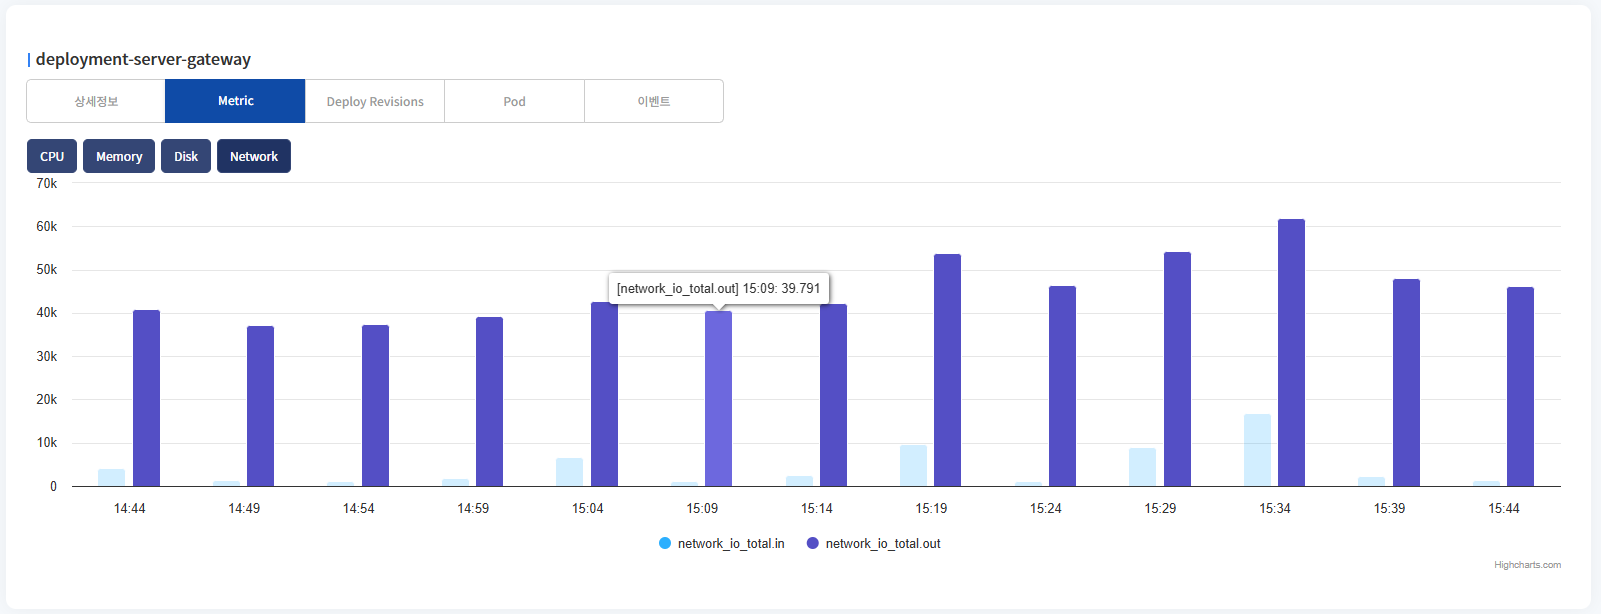 deployment-server-gateway
상세정보 Metric Deploy Revisions Pod 이벤트
CPU Memory Disk Network
70k
60k
50k
[network_io_total.out] 15:09: 39.791
40k
30k
20k
10k
0
14:44 14:49 14:54 14:59 15:04 15:09 15:14 15:19 15:24 15:29 15:34 15:39 15:44
network_io_total.in network_io_total.out
Highcharts.com